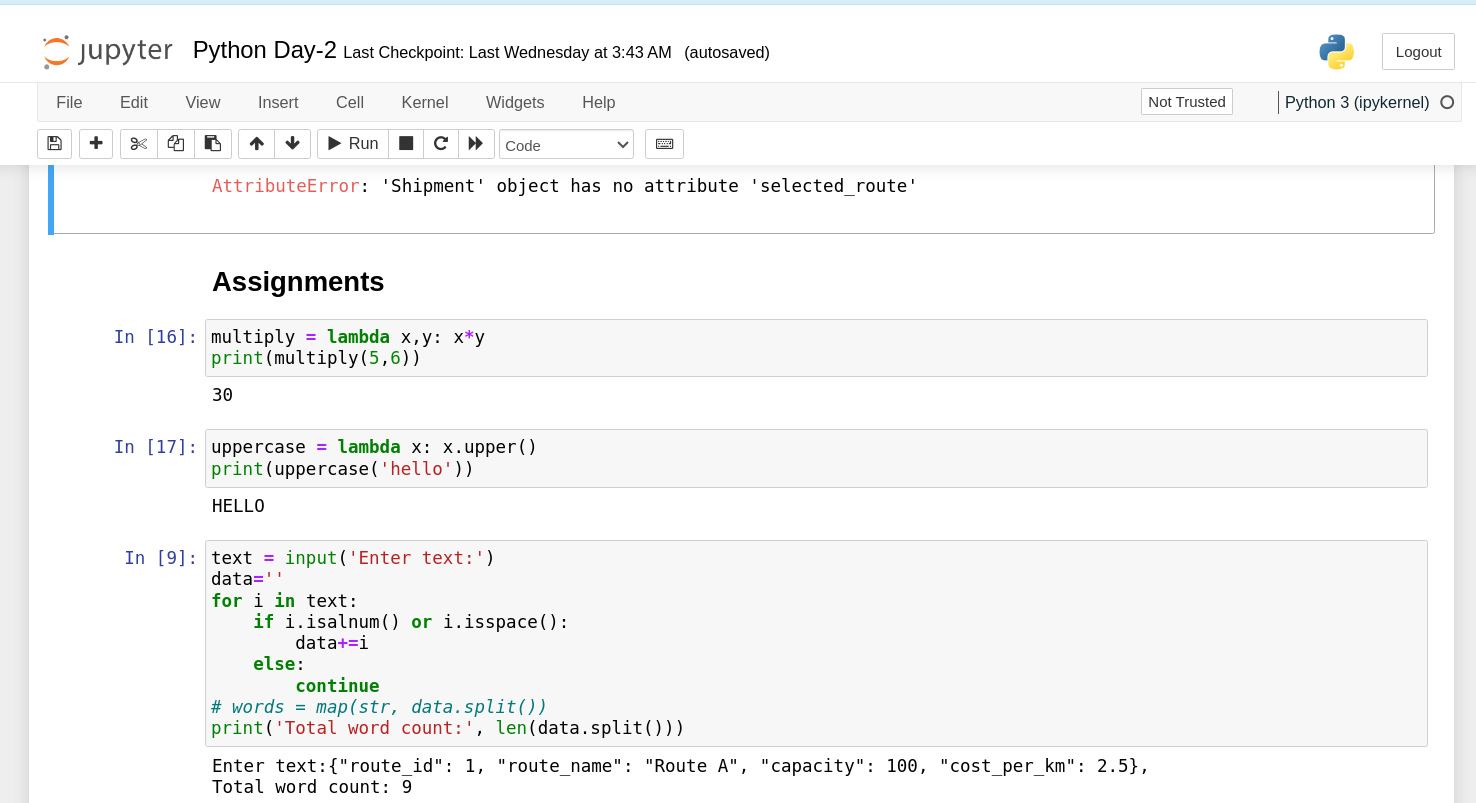 jupyter Python Day-2 Last Checkpoint: Last Wednesday at 3:43 AM (autosaved) Logout
File Edit View Insert Cell Kernel Widgets Help Not Trusted Python 3 (ipykernel)
Run Code
AttributeError: 'Shipment' object has no attribute 'selected_route'
Assignments
In [16]: multiply = lambda x,y: x*y
print(multiply(5,6))
30
In [17]: uppercase = lambda x: x.upper()
print(uppercase('hello'))
HELLO
In [9]: text = input('Enter text:')
data=''
for i in text:
    if i.isalnum() or i.isspace():
        data+=i
    else:
        continue
# words = map(str, data.split())
print('Total word count:', len(data.split()))
Enter text:{"route_id": 1, "route_name": "Route A", "capacity": 100, "cost_per_km": 2.5},
Total word count: 9